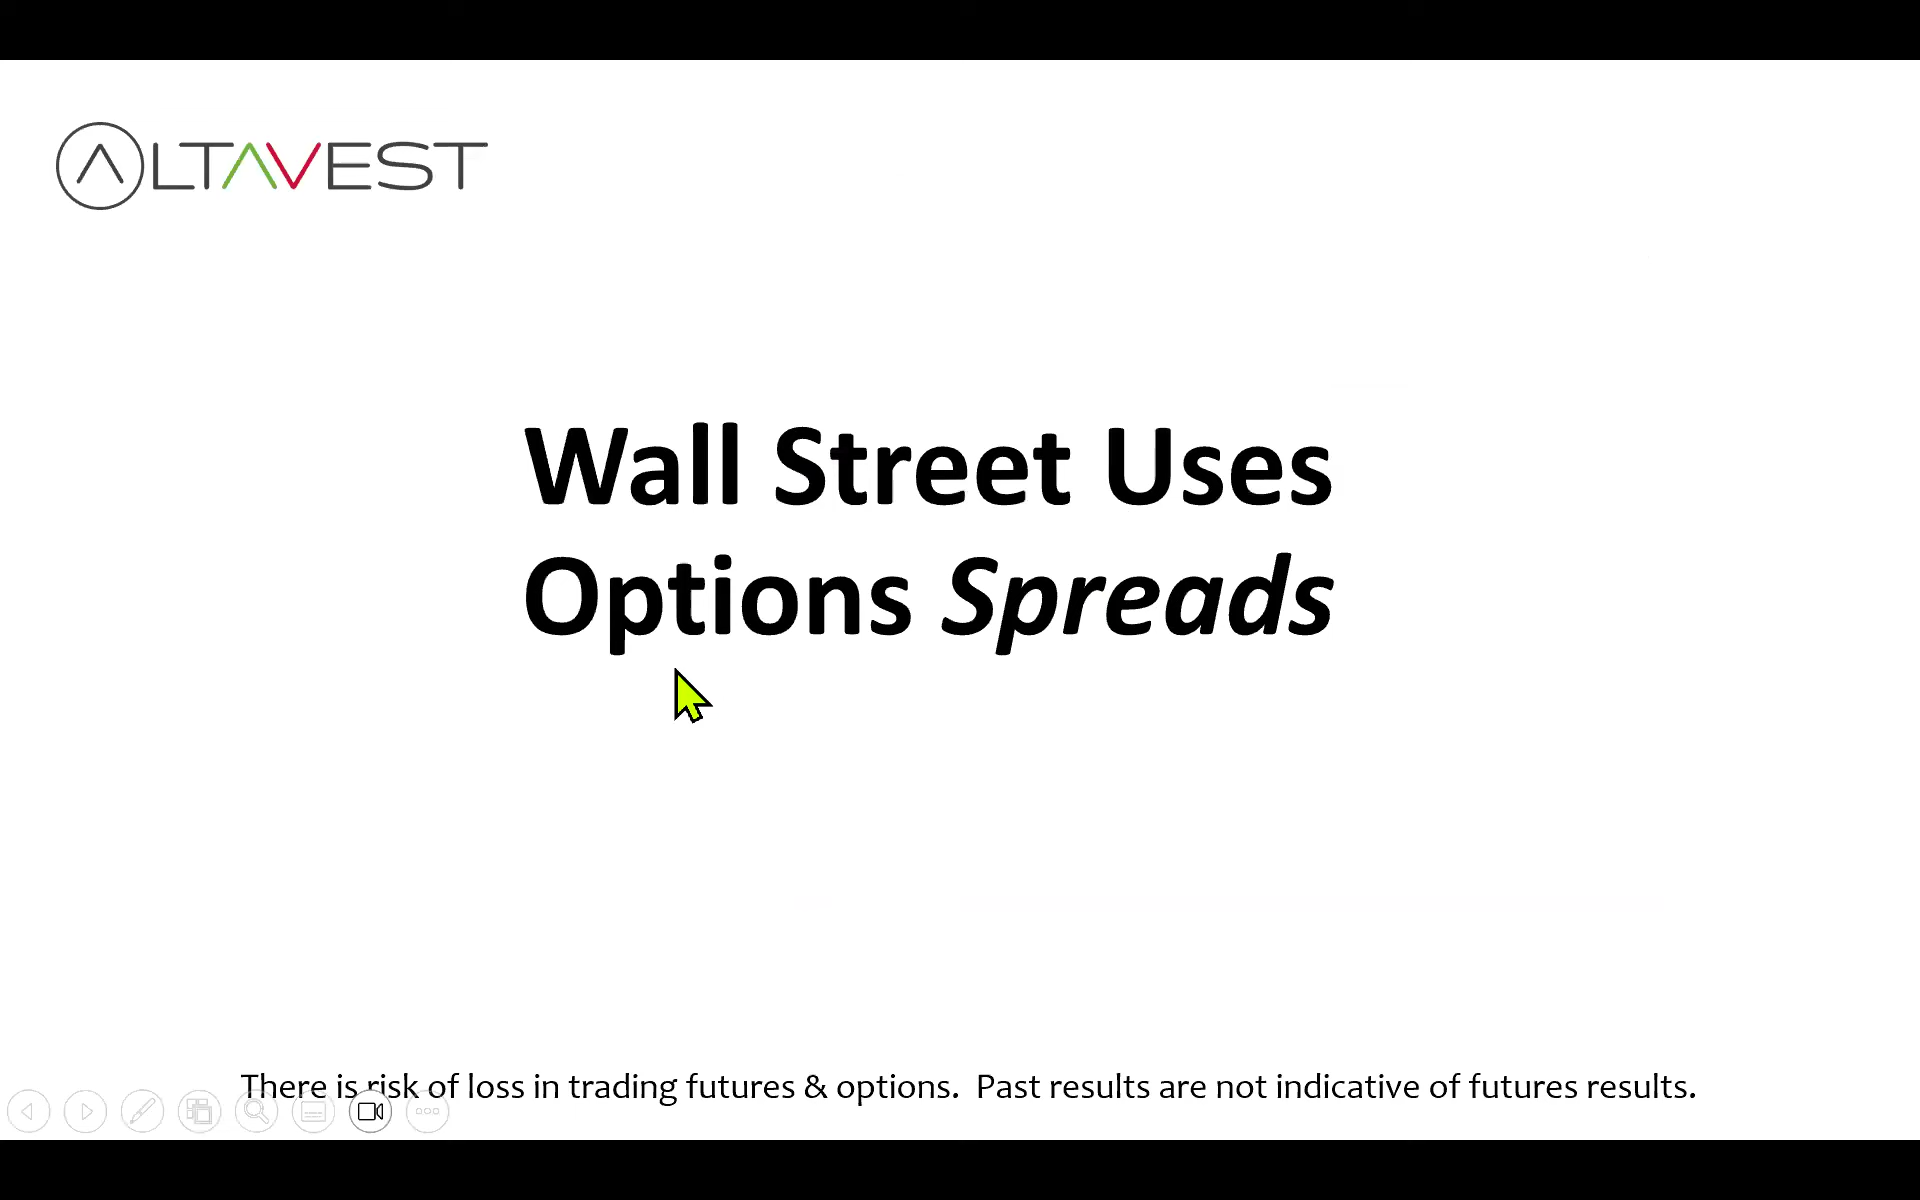 ALTAVEST
Wall Street Uses
Options Spreads
There is risk of loss in trading futures & options.  Past results are not indicative of futures results.